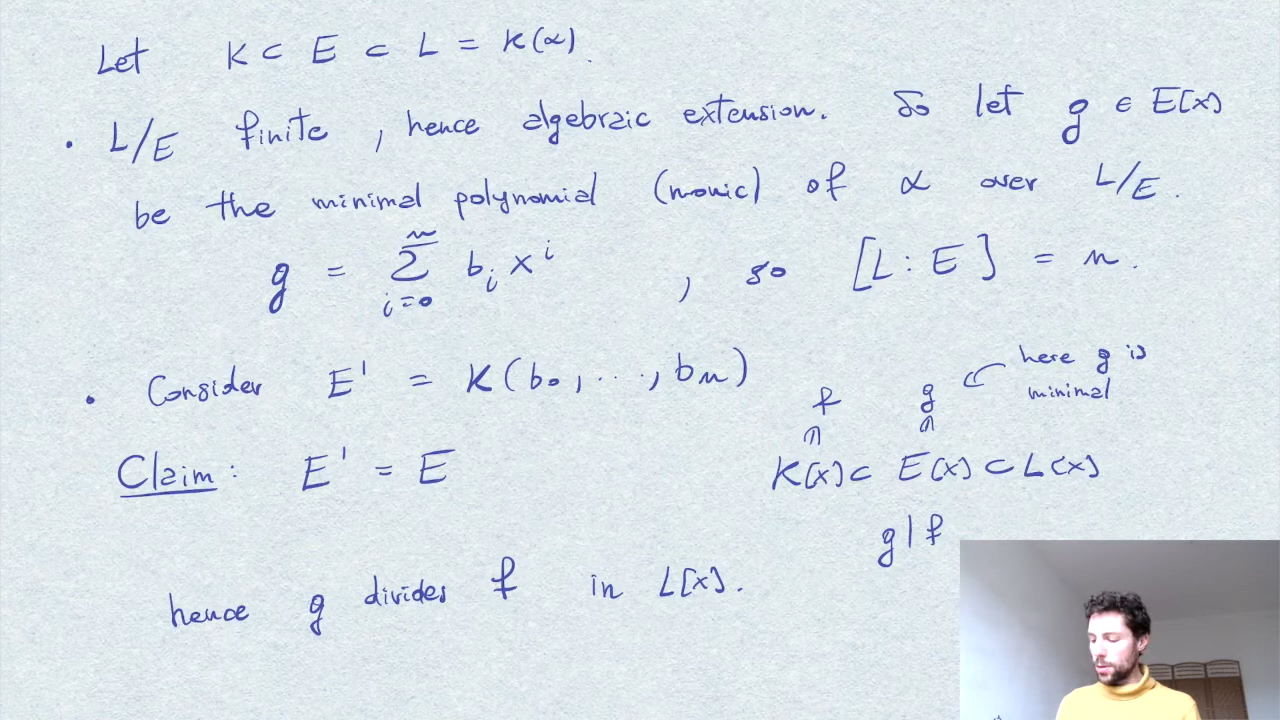 Let K ⊂ E ⊂ L = K(α).
• L/E finite, hence algebraic extension. So let g ∈ E[x]
be the minimal polynomial (monic) of α over L/E.
g = Σ_{i=0}^{n} b_i x^i , so [L : E] = n.
• Consider E' = K(b_0, ..., b_n)
here g is
minimal
f g
∩ ∩
Claim: E' = E
K[x] ⊂ E[x] ⊂ L[x]
g | f
hence g divides f in L[x].